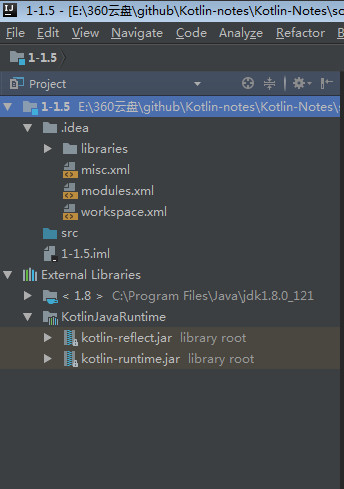 1-1.5 - [E:\360云盘\github\Kotlin-notes\Kotlin-Notes\so
File Edit View Navigate Code Analyze Refactor B
1-1.5
Project
1-1.5 E:\360云盘\github\Kotlin-notes\Kotlin-Notes\s
.idea
libraries
misc.xml
modules.xml
workspace.xml
src
1-1.5.iml
External Libraries
< 1.8 > C:\Program Files\Java\jdk1.8.0_121
KotlinJavaRuntime
kotlin-reflect.jar library root
kotlin-runtime.jar library root